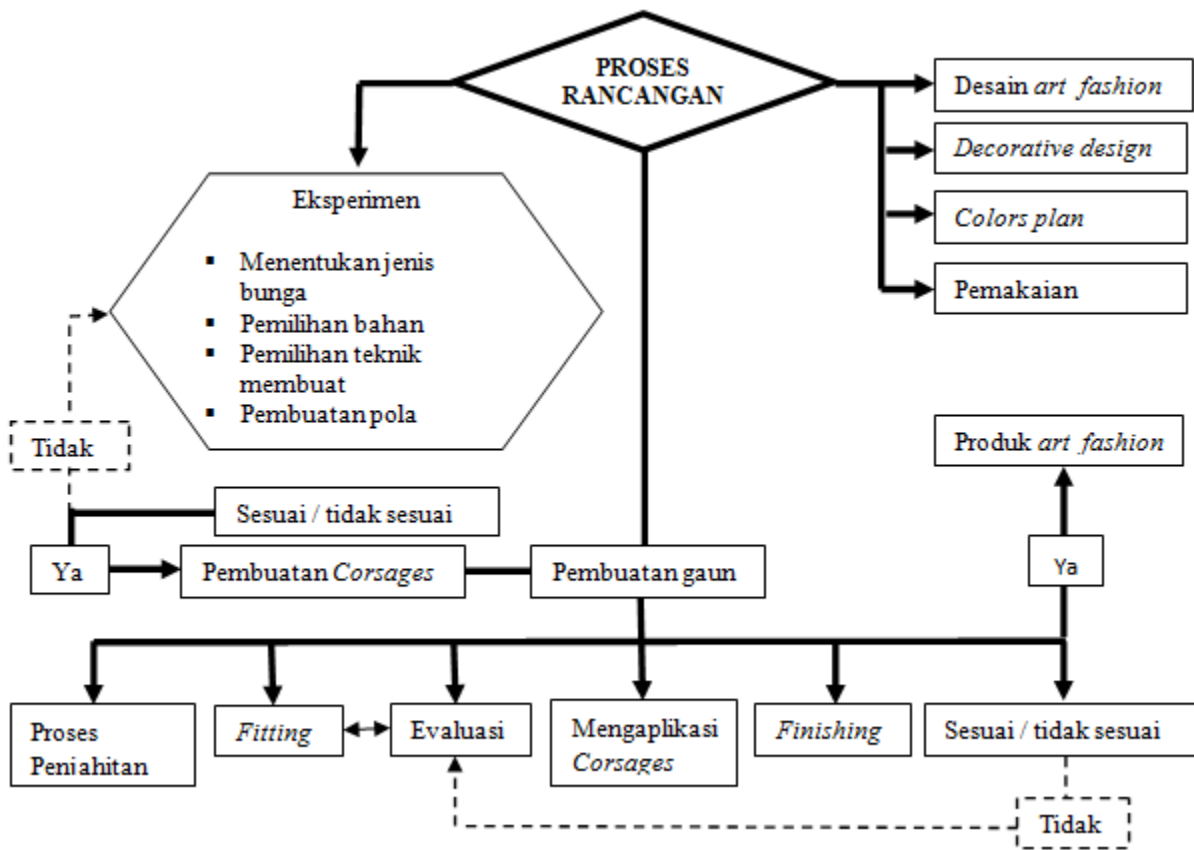 PROSES
RANCANGAN
Desain art fashion
Decorative design
Colors plan
Pemakaian
Eksperimen
▪ Menentukan jenis
bunga
▪ Pemilihan bahan
▪ Pemilihan teknik
membuat
▪ Pembuatan pola
Tidak
Produk art fashion
Sesuai / tidak sesuai
Ya
Pembuatan Corsages
Pembuatan gaun
Ya
Proses
Penjahitan
Fitting
Evaluasi
Mengaplikasi
Corsages
Finishing
Sesuai / tidak sesuai
Tidak